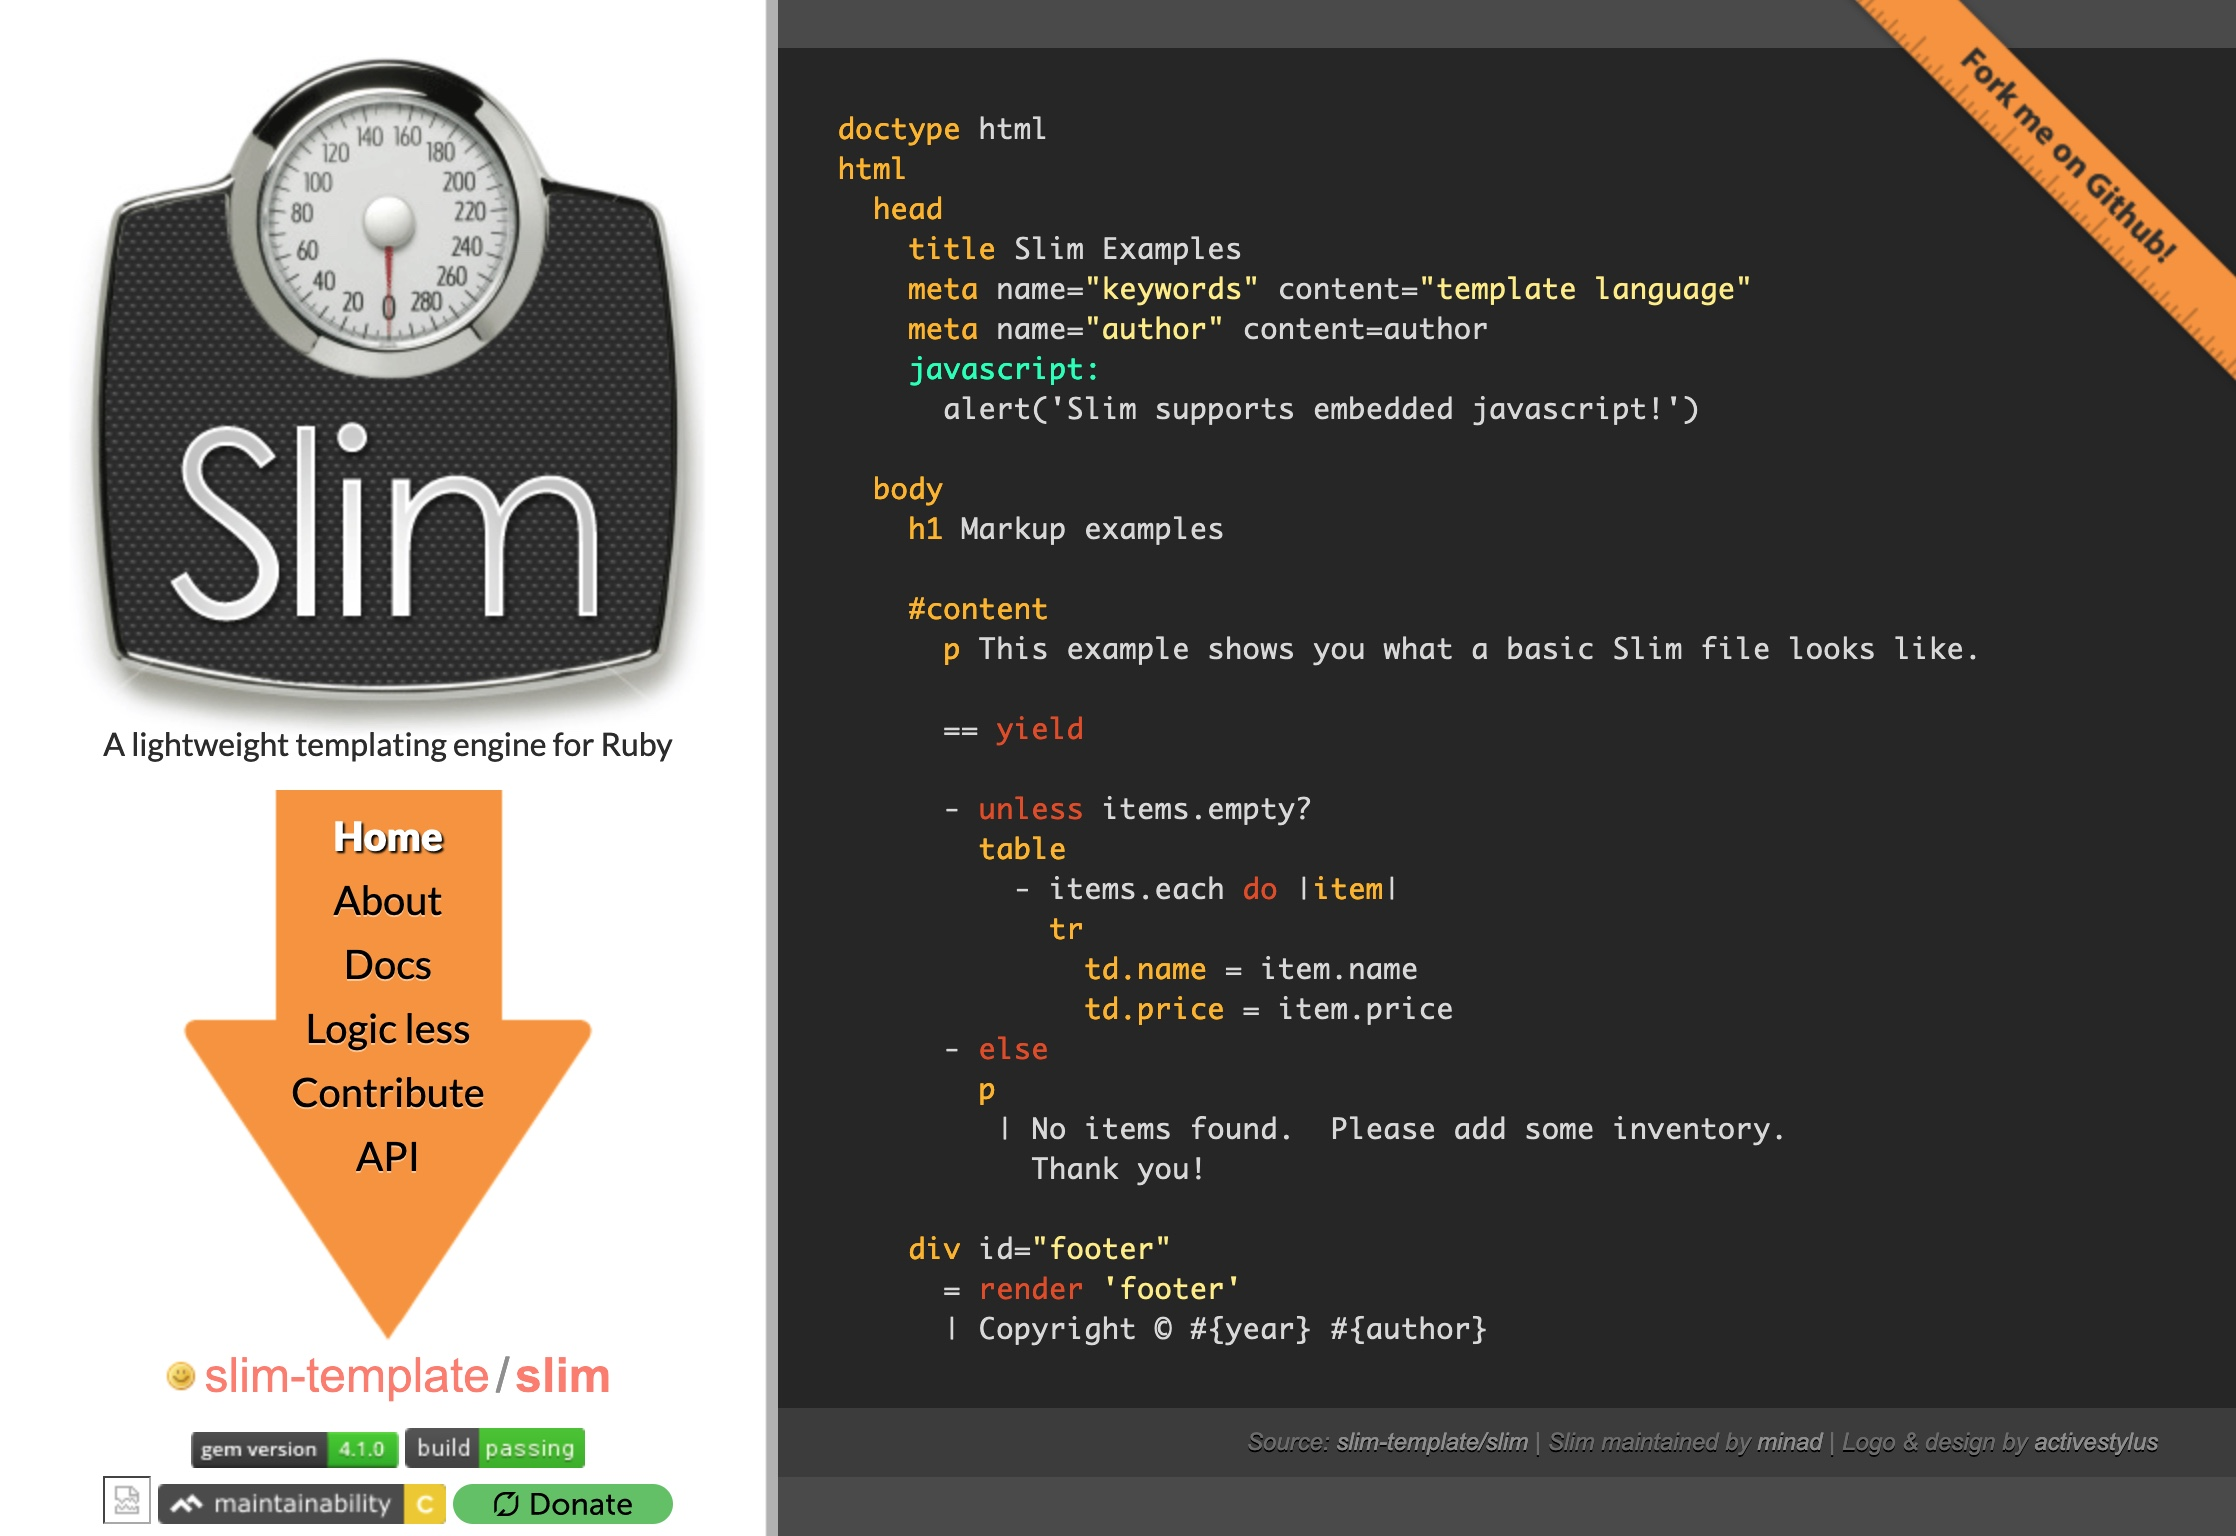 140 160
120 180
100 200
80 220
60 240
40 260
20 0 280
Slim
A lightweight templating engine for Ruby
Home
About
Docs
Logic less
Contribute
API
slim-template/slim
gem version 4.1.0 build passing
maintainability C Donate
Fork me on Github!
doctype html
html
  head
    title Slim Examples
    meta name="keywords" content="template language"
    meta name="author" content=author
    javascript:
      alert('Slim supports embedded javascript!')
  body
    h1 Markup examples
    #content
      p This example shows you what a basic Slim file looks like.
      == yield
      - unless items.empty?
        table
          - items.each do |item|
            tr
              td.name = item.name
              td.price = item.price
      - else
        p
         | No items found.  Please add some inventory.
           Thank you!
    div id="footer"
      = render 'footer'
      | Copyright © #{year} #{author}
Source: slim-template/slim | Slim maintained by minad | Logo & design by activestylus